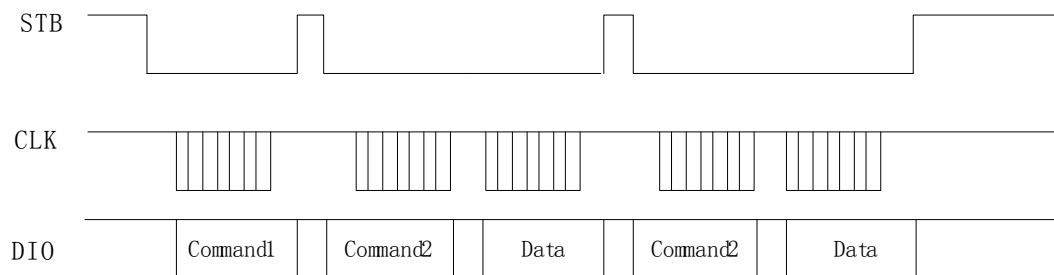 STB
CLK
DIO
Command1
Command2
Data
Command2
Data